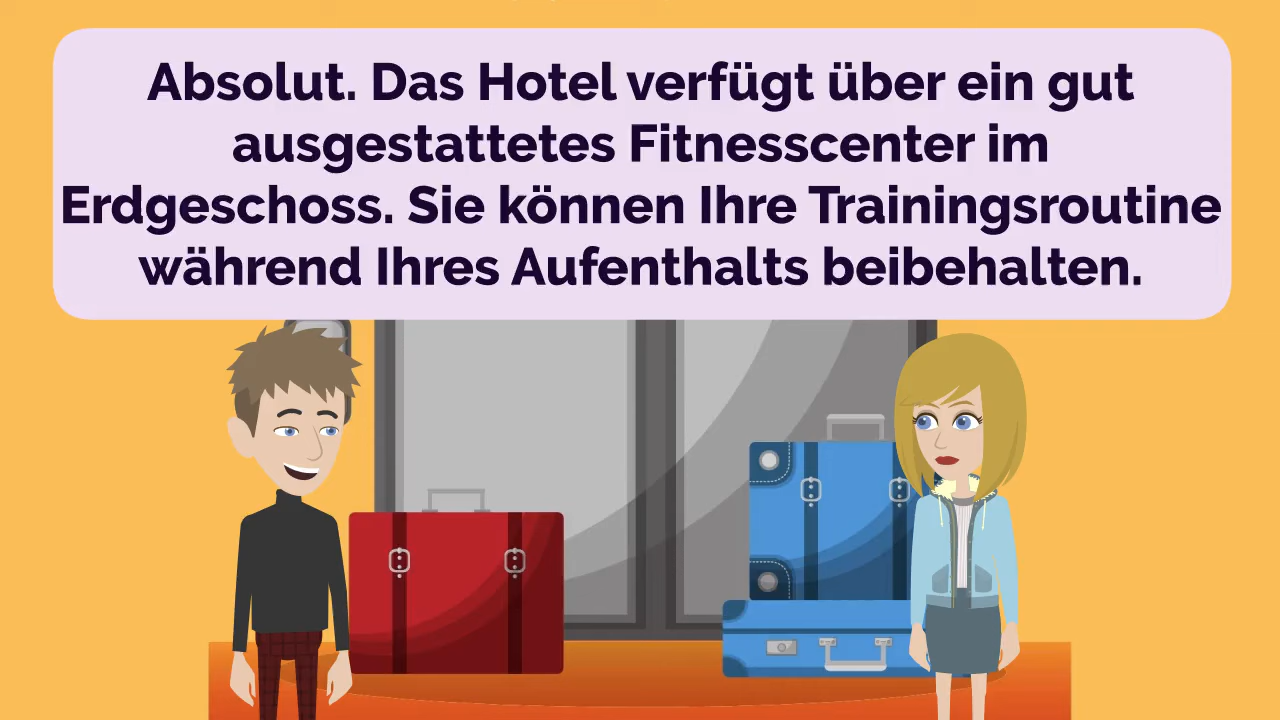 Absolut. Das Hotel verfügt über ein gut
ausgestattetes Fitnesscenter im
Erdgeschoss. Sie können Ihre Trainingsroutine
während Ihres Aufenthalts beibehalten.